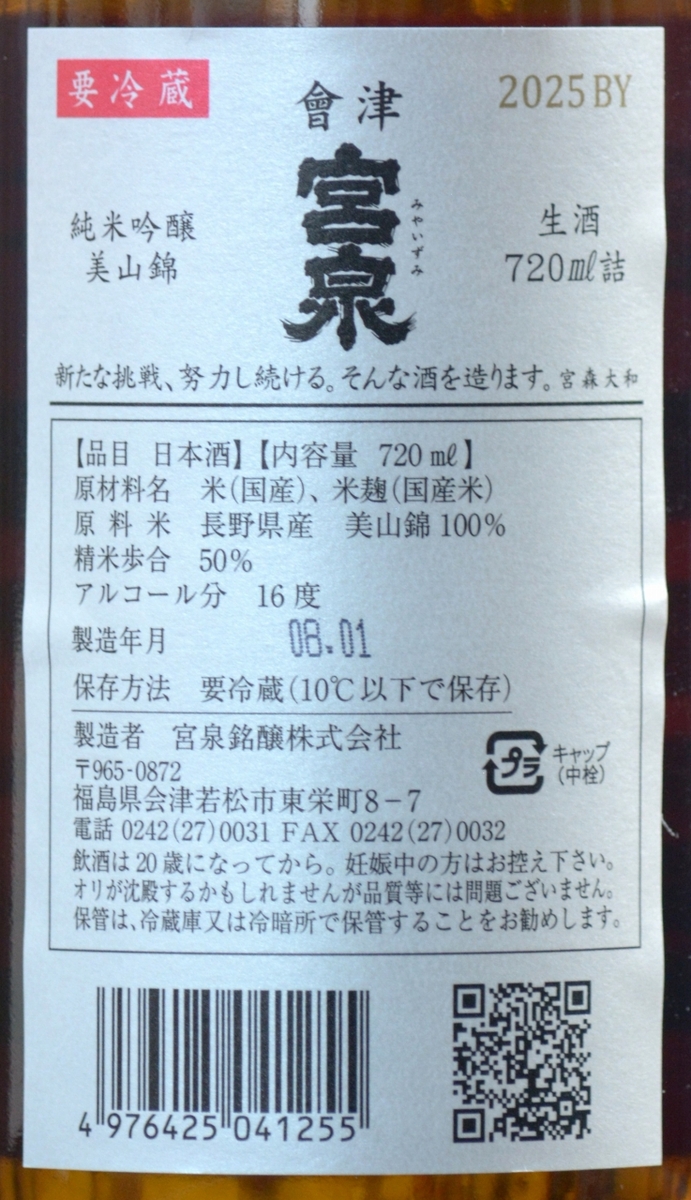 要冷蔵
會津
2025BY
宮泉
みやいずみ
純米吟醸
美山錦
生酒
720㎖詰
新たな挑戦、努力し続ける。そんな酒を造ります。宮森大和
【品目 日本酒】【内容量 720㎖】
原材料名 米(国産)、米麹(国産米)
原料米 長野県産 美山錦100%
精米歩合 50%
アルコール分 16度
製造年月 08.01
保存方法 要冷蔵(10℃以下で保存)
製造者 宮泉銘醸株式会社
〒965-0872
福島県会津若松市東栄町8－7
電話 0242(27)0031 FAX 0242(27)0032
プラ
キャップ
(中栓)
飲酒は20歳になってから。妊娠中の方はお控え下さい。
オリが沈殿するかもしれませんが品質等には問題ございません。
保管は、冷蔵庫又は冷暗所で保管することをお勧めします。
4 976425 041255